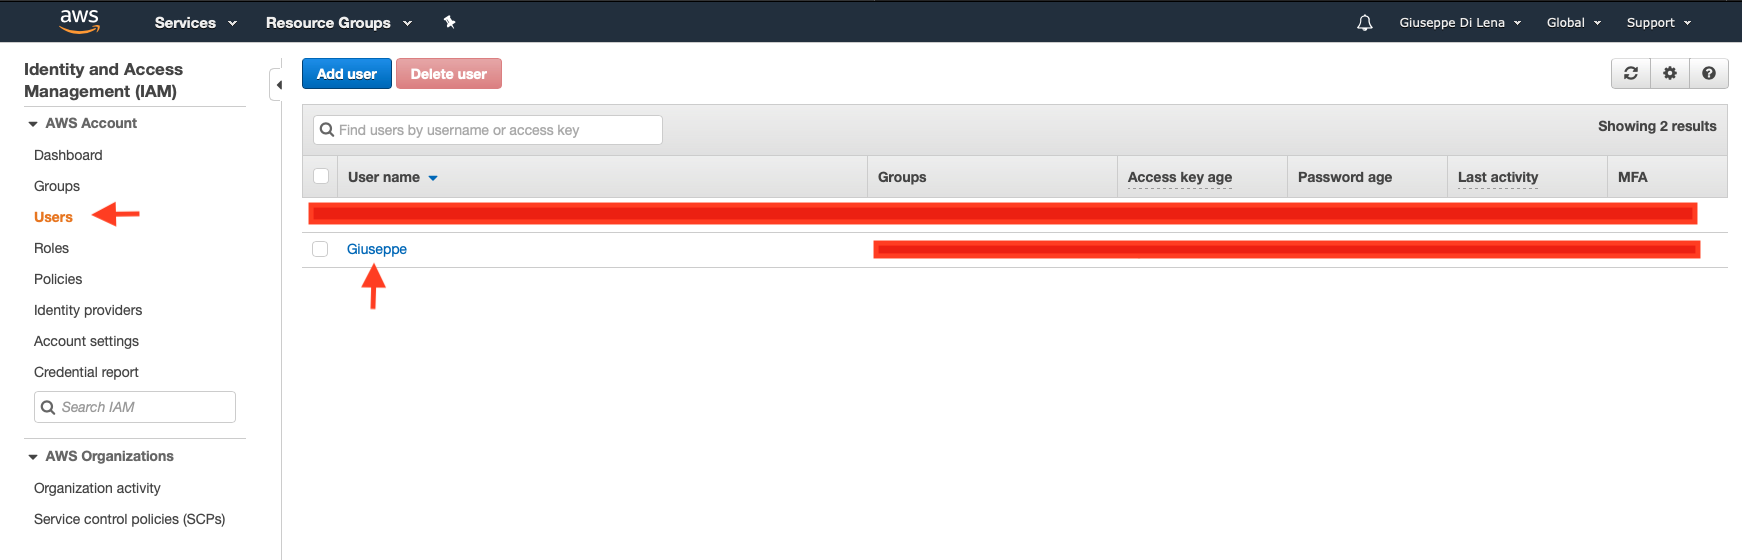 aws Services Resource Groups Giuseppe Di Lena Global Support
Identity and Access
Management (IAM)
AWS Account
Dashboard
Groups
Users
Roles
Policies
Identity providers
Account settings
Credential report
Search IAM
AWS Organizations
Organization activity
Service control policies (SCPs)
Add user Delete user
Find users by username or access key Showing 2 results
User name Groups Access key age Password age Last activity MFA
Giuseppe